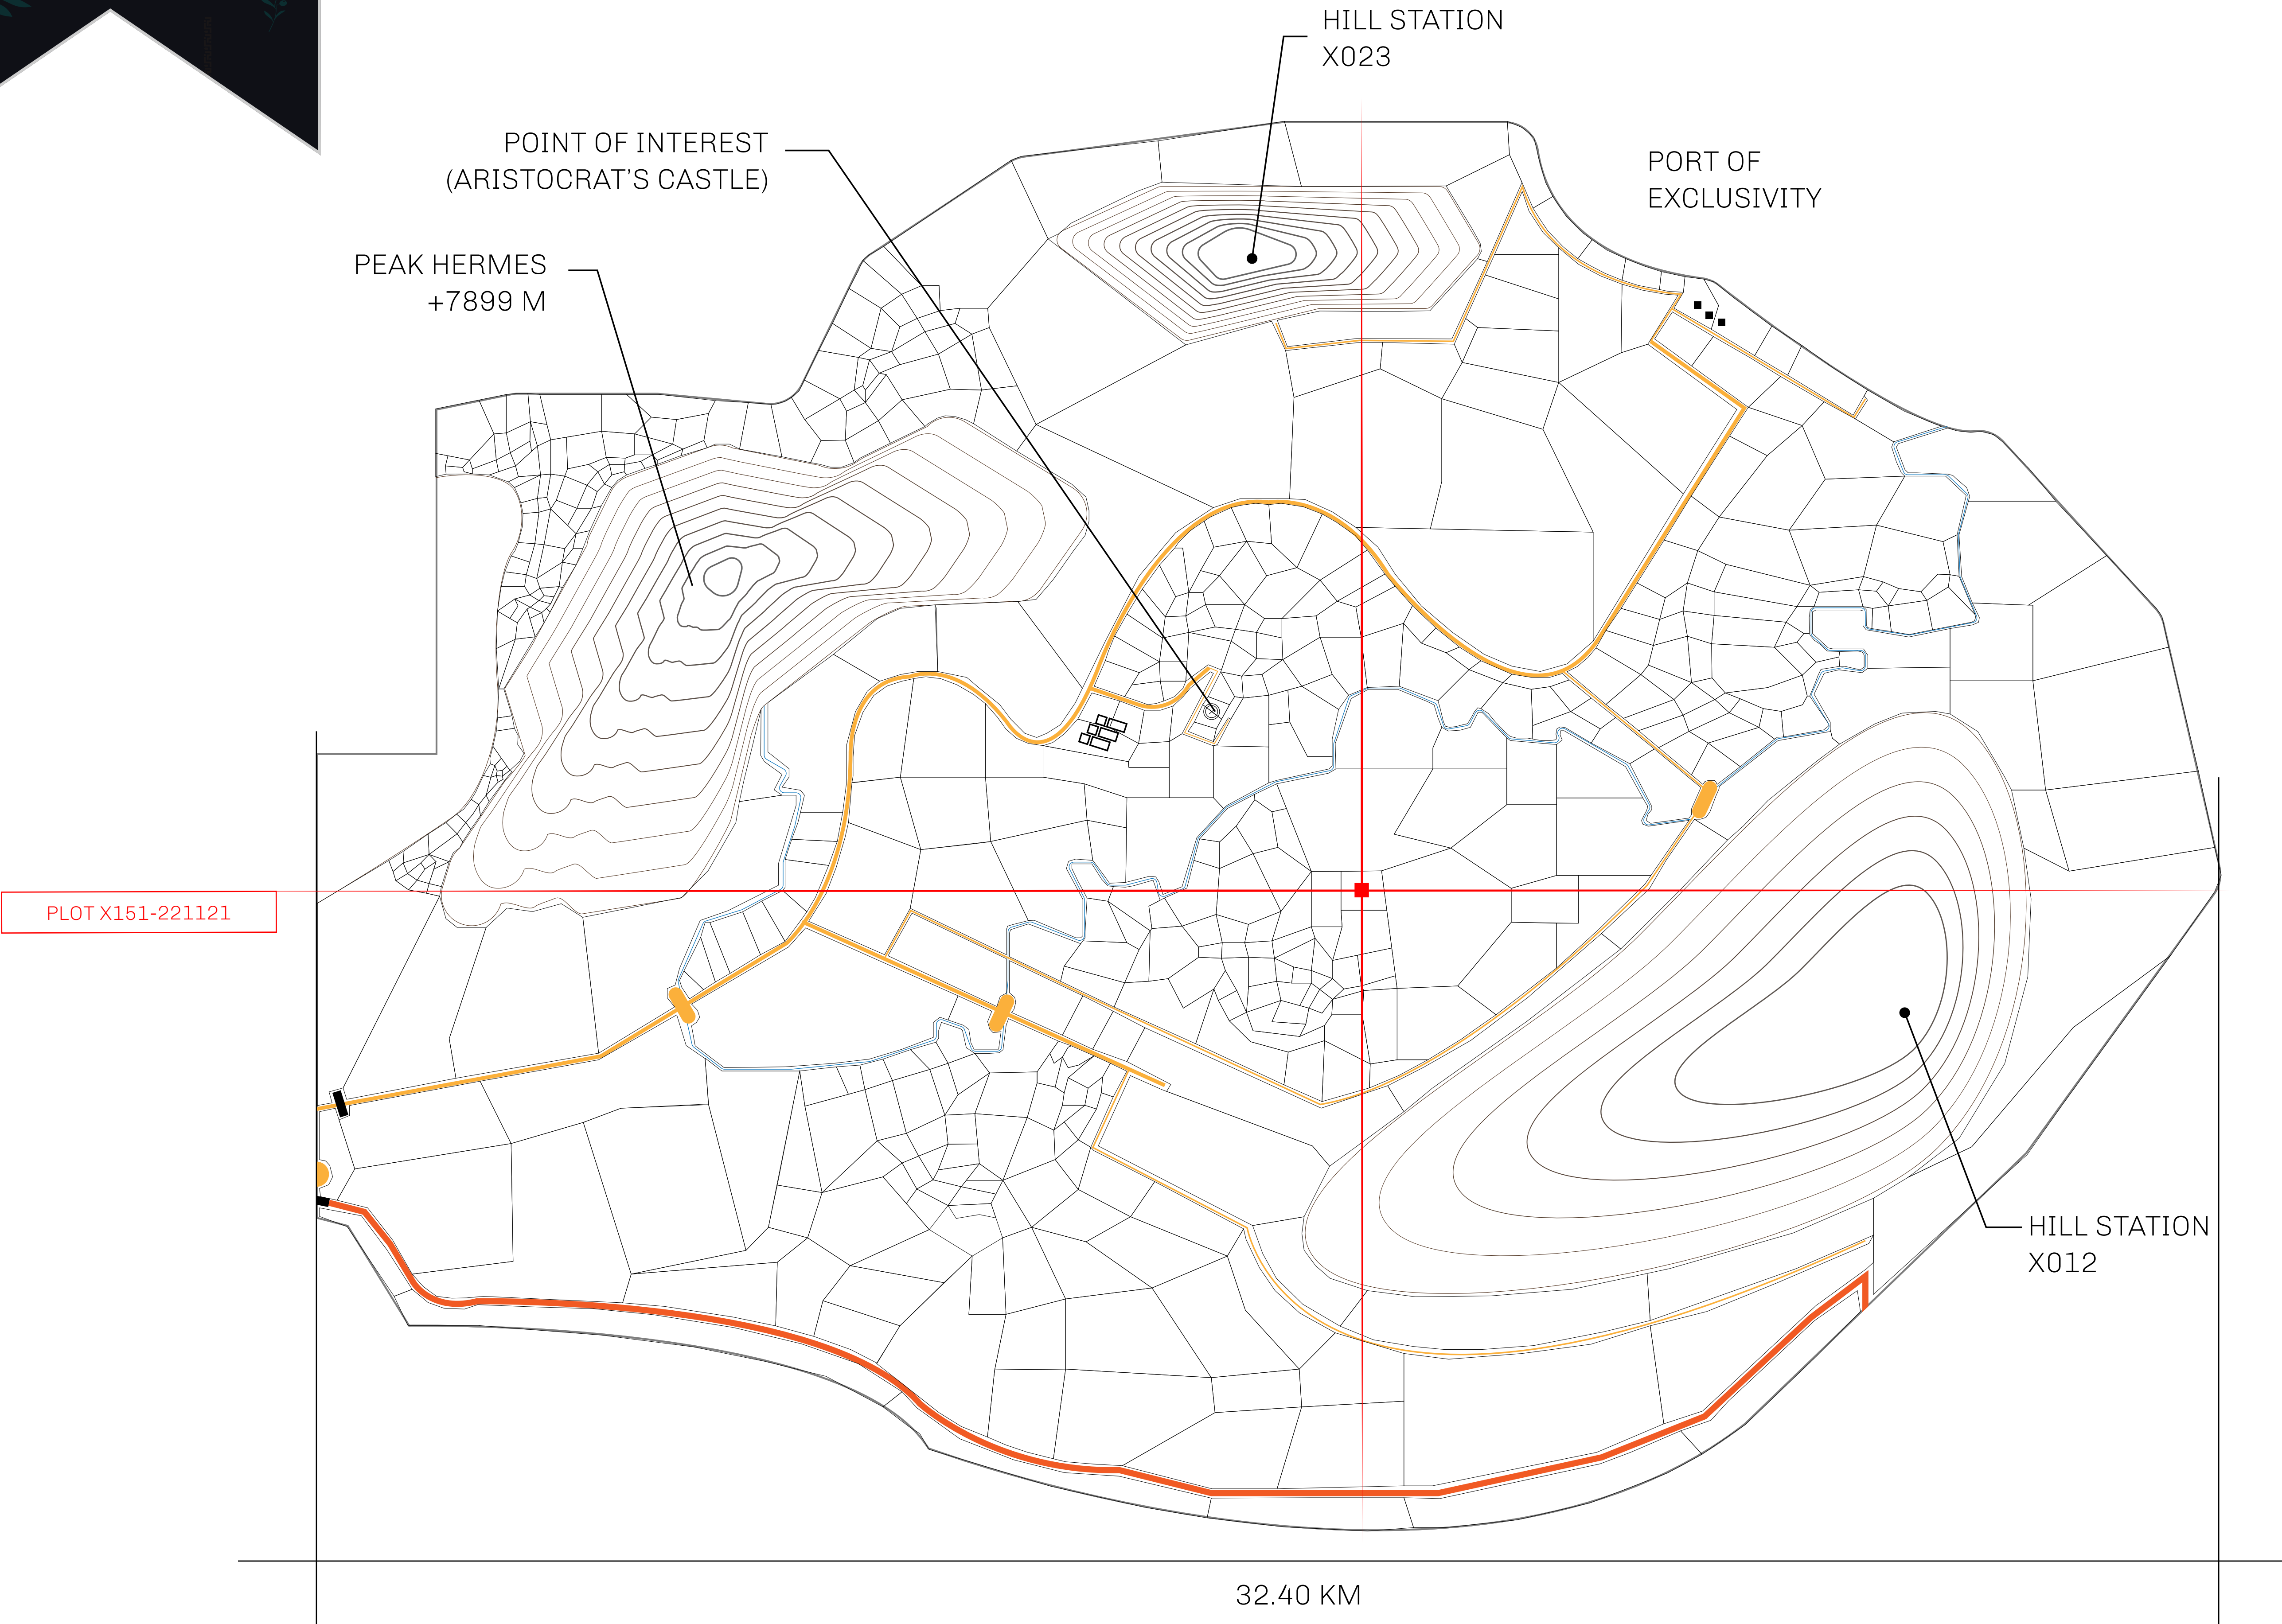 HILL STATION
X023
POINT OF INTEREST
(ARISTOCRAT'S CASTLE)
PORT OF
EXCLUSIVITY
PEAK HERMES
+7899 M
PLOT X151-221121
HILL STATION
X012
32.40 KM